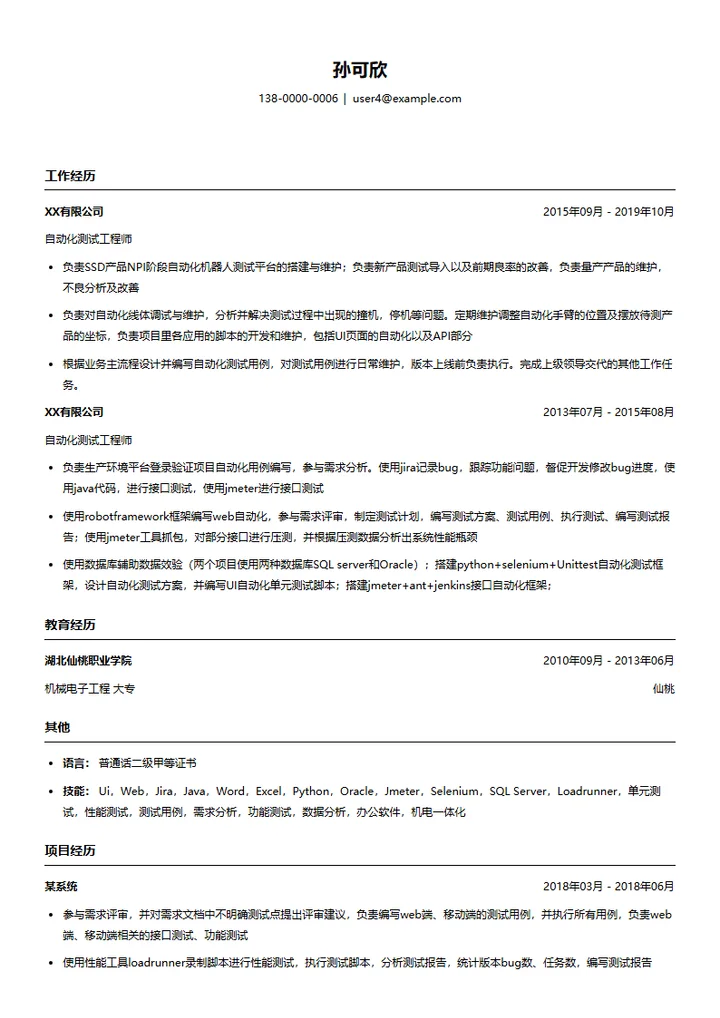 孙可欣
138-0000-0006 | user4@example.com
工作经历
XX有限公司 2015年09月 - 2019年10月
自动化测试工程师
• 负责SSD产品NPI阶段自动化机器人测试平台的搭建与维护；负责新产品测试导入以及前期良率的改善，负责量产产品的维护，
不良分析及改善
• 负责对自动化线体调试与维护，分析并解决测试过程中出现的撞机，停机等问题。定期维护调整自动化手臂的位置及摆放待测产
品的坐标，负责项目里各应用的脚本的开发和维护，包括UI页面的自动化以及API部分
• 根据业务主流程设计并编写自动化测试用例，对测试用例进行日常维护，版本上线前负责执行。完成上级领导交代的其他工作任
务。
XX有限公司 2013年07月 - 2015年08月
自动化测试工程师
• 负责生产环境平台登录验证项目自动化用例编写，参与需求分析。使用jira记录bug，跟踪功能问题，督促开发修改bug进度，使
用java代码，进行接口测试，使用jmeter进行接口测试
• 使用robotframework框架编写web自动化，参与需求评审，制定测试计划，编写测试方案、测试用例、执行测试、编写测试报
告；使用jmeter工具抓包，对部分接口进行压测，并根据压测数据分析出系统性能瓶颈
• 使用数据库辅助数据效验（两个项目使用两种数据库SQL server和Oracle）；搭建python+selenium+Unittest自动化测试框
架，设计自动化测试方案，并编写UI自动化单元测试脚本；搭建jmeter+ant+jenkins接口自动化框架；
教育经历
湖北仙桃职业学院 2010年09月 - 2013年06月
机械电子工程 大专 仙桃
其他
• 语言： 普通话二级甲等证书
• 技能： Ui，Web，Jira，Java，Word，Excel，Python，Oracle，Jmeter，Selenium，SQL Server，Loadrunner，单元测
试，性能测试，测试用例，需求分析，功能测试，数据分析，办公软件，机电一体化
项目经历
某系统 2018年03月 - 2018年06月
• 参与需求评审，并对需求文档中不明确测试点提出评审建议，负责编写web端、移动端的测试用例，并执行所有用例，负责web
端、移动端相关的接口测试、功能测试
• 使用性能工具loadrunner录制脚本进行性能测试，执行测试脚本，分析测试报告，统计版本bug数、任务数，编写测试报告